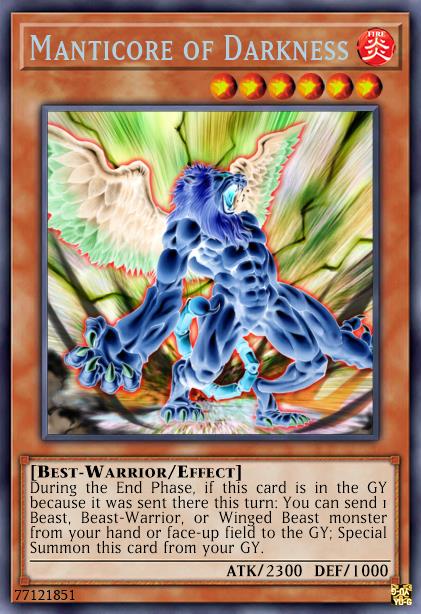 MANTICORE OF DARKNESS
FIRE
炎
[BEST-WARRIOR/EFFECT]
During the End Phase, if this card is in the GY
because it was sent there this turn: You can send 1
Beast, Beast-Warrior, or Winged Beast monster
from your hand or face-up field to the GY; Special
Summon this card from your GY.
ATK/2300 DEF/1000
77121851